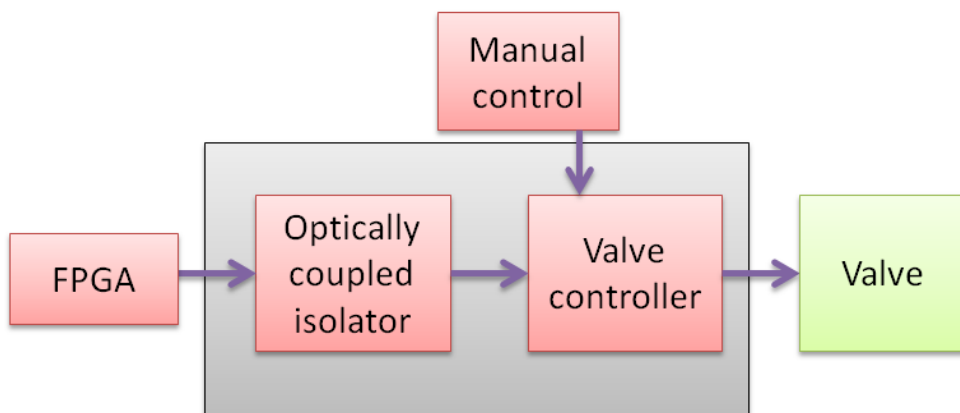 Manual
control
FPGA
Optically
coupled
isolator
Valve
controller
Valve